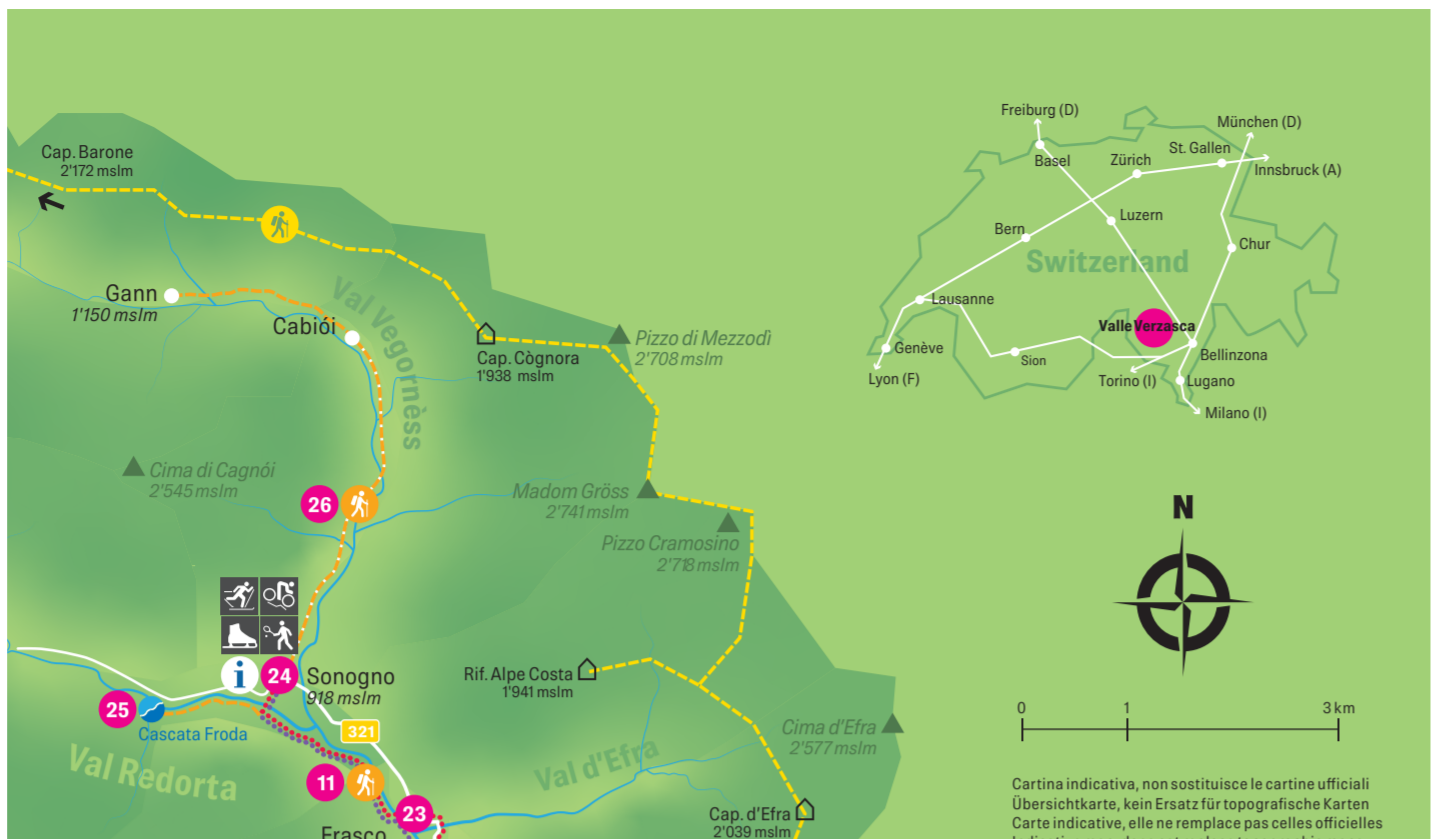 Cap. Barone
2'172 mslm
Gann
1'150 mslm
Cabiói
Val Vegornèss
Cap. Cògnora
1'938 mslm
Pizzo di Mezzodì
2'708 mslm
Cima di Cagnói
2'545 mslm
Madom Gröss
2'741 mslm
Pizzo Cramosino
2'718 mslm
26
i
24
Sonogno
918 mslm
25
Cascata Froda
321
Val Redorta
11
23
Frasco
Rif. Alpe Costa
1'941 mslm
Val d'Efra
Cima d'Efra
2'577 mslm
Cap. d'Efra
2'039 mslm
Freiburg (D)
München (D)
Basel
Zürich
St. Gallen
Innsbruck (A)
Luzern
Bern
Chur
Switzerland
Lausanne
Valle Verzasca
Genève
Sion
Bellinzona
Lyon (F)
Torino (I)
Lugano
Milano (I)
N
0 1 3 km
Cartina indicativa, non sostituisce le cartine ufficiali
Übersichtkarte, kein Ersatz für topografische Karten
Carte indicative, elle ne remplace pas celles officielles